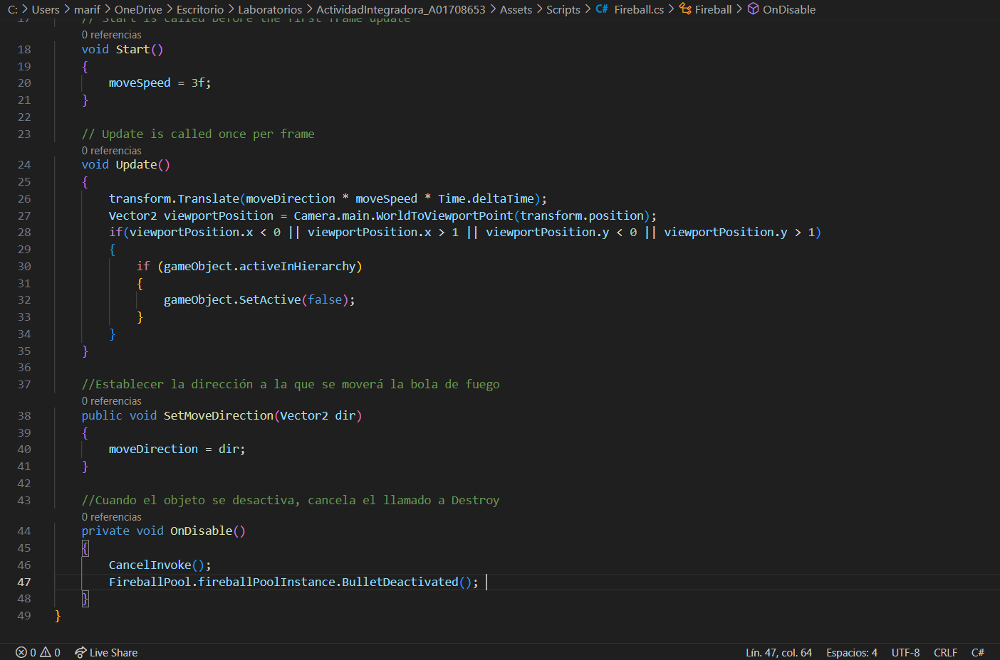 C: > Users > marif > OneDrive > Escritorio > Laboratorios > ActividadIntegradora_A01708653 > Assets > Scripts > C# Fireball.cs > Fireball > OnDisable
17 // Start is called before the first frame update
0 referencias
18 void Start()
19 {
20 moveSpeed = 3f;
21 }
22
23 // Update is called once per frame
0 referencias
24 void Update()
25 {
26 transform.Translate(moveDirection * moveSpeed * Time.deltaTime);
27 Vector2 viewportPosition = Camera.main.WorldToViewportPoint(transform.position);
28 if(viewportPosition.x < 0 || viewportPosition.x > 1 || viewportPosition.y < 0 || viewportPosition.y > 1)
29 {
30 if (gameObject.activeInHierarchy)
31 {
32 gameObject.SetActive(false);
33 }
34 }
35 }
36
37 //Establecer la dirección a la que se moverá la bola de fuego
0 referencias
38 public void SetMoveDirection(Vector2 dir)
39 {
40 moveDirection = dir;
41 }
42
43 //Cuando el objeto se desactiva, cancela el llamado a Destroy
0 referencias
44 private void OnDisable()
45 {
46 CancelInvoke();
47 FireballPool.fireballPoolInstance.BulletDeactivated();
48 }
49 }
0 0 Live Share Lín. 47, col. 64 Espacios: 4 UTF-8 CRLF C#